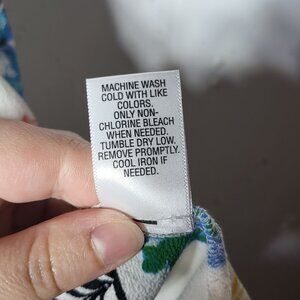 MACHINE WASH
COLD WITH LIKE
COLORS.
ONLY NON-
CHLORINE BLEACH
WHEN NEEDED.
TUMBLE DRY LOW.
REMOVE PROMPTLY.
COOL IRON IF
NEEDED.